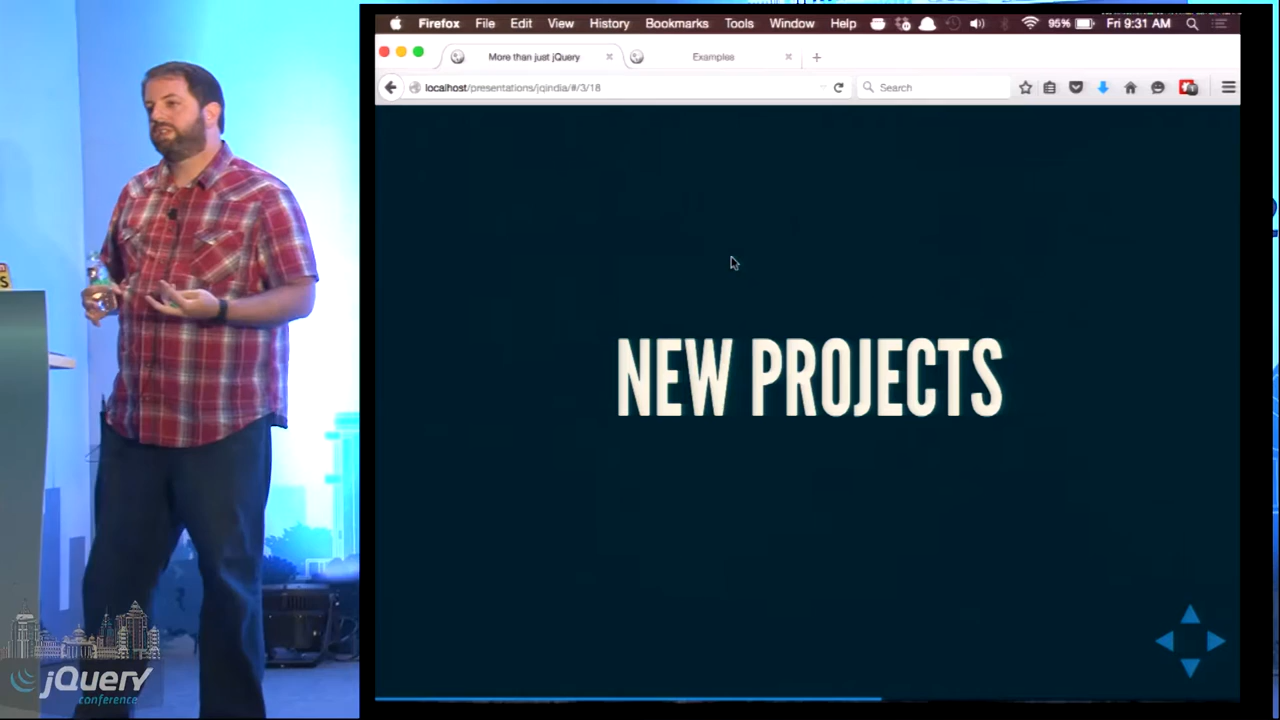 Firefox File Edit View History Bookmarks Tools Window Help 95% Fri 9:31 AM
More than just jQuery Examples
localhost/presentations/jqindia/#/3/18 Search
NEW PROJECTS
jQuery
conference